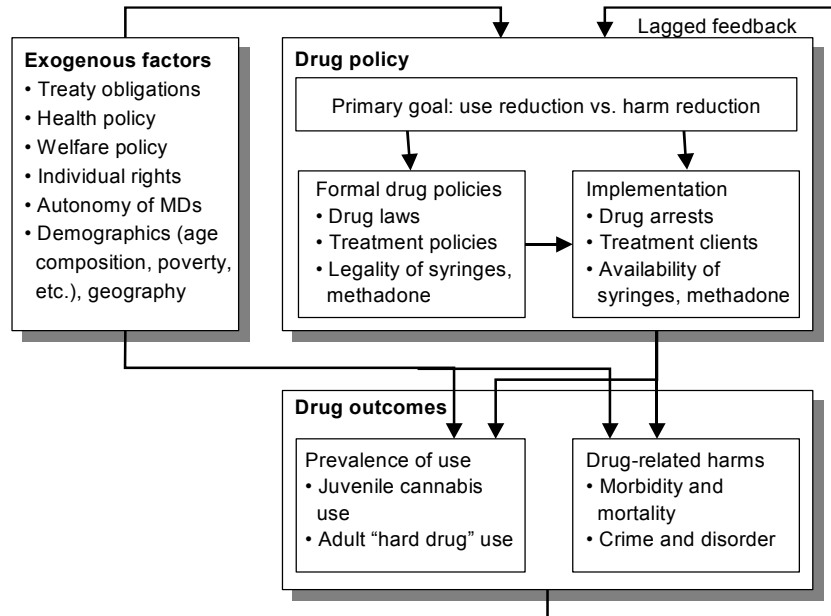 Lagged feedback
Exogenous factors
• Treaty obligations
• Health policy
• Welfare policy
• Individual rights
• Autonomy of MDs
• Demographics (age
composition, poverty,
etc.), geography
Drug policy
Primary goal: use reduction vs. harm reduction
Formal drug policies
• Drug laws
• Treatment policies
• Legality of syringes,
methadone
Implementation
• Drug arrests
• Treatment clients
• Availability of
syringes, methadone
Drug outcomes
Prevalence of use
• Juvenile cannabis
use
• Adult “hard drug” use
Drug-related harms
• Morbidity and
mortality
• Crime and disorder